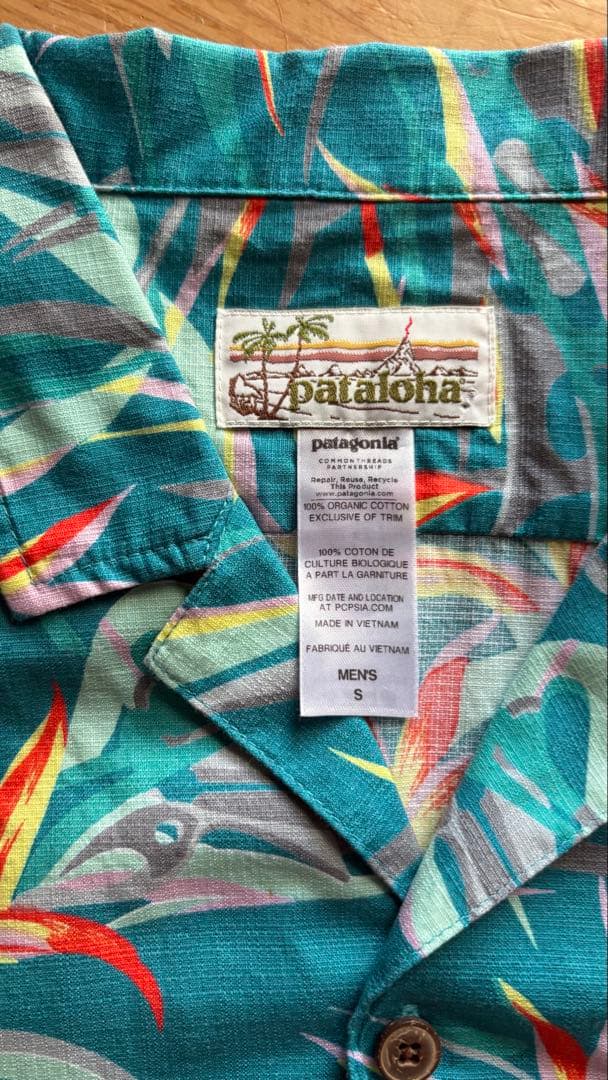 pataloha
patagonia®
COMMON THREADS
PARTNERSHIP
Repair, Reuse, Recycle
This Product
www.patagonia.com
100% ORGANIC COTTON
EXCLUSIVE OF TRIM
100% COTON DE
CULTURE BIOLOGIQUE
A PART LA GARNITURE
MFG DATE AND LOCATION
AT PCPSIA.COM
MADE IN VIETNAM
FABRIQUÉ AU VIETNAM
MEN'S
S